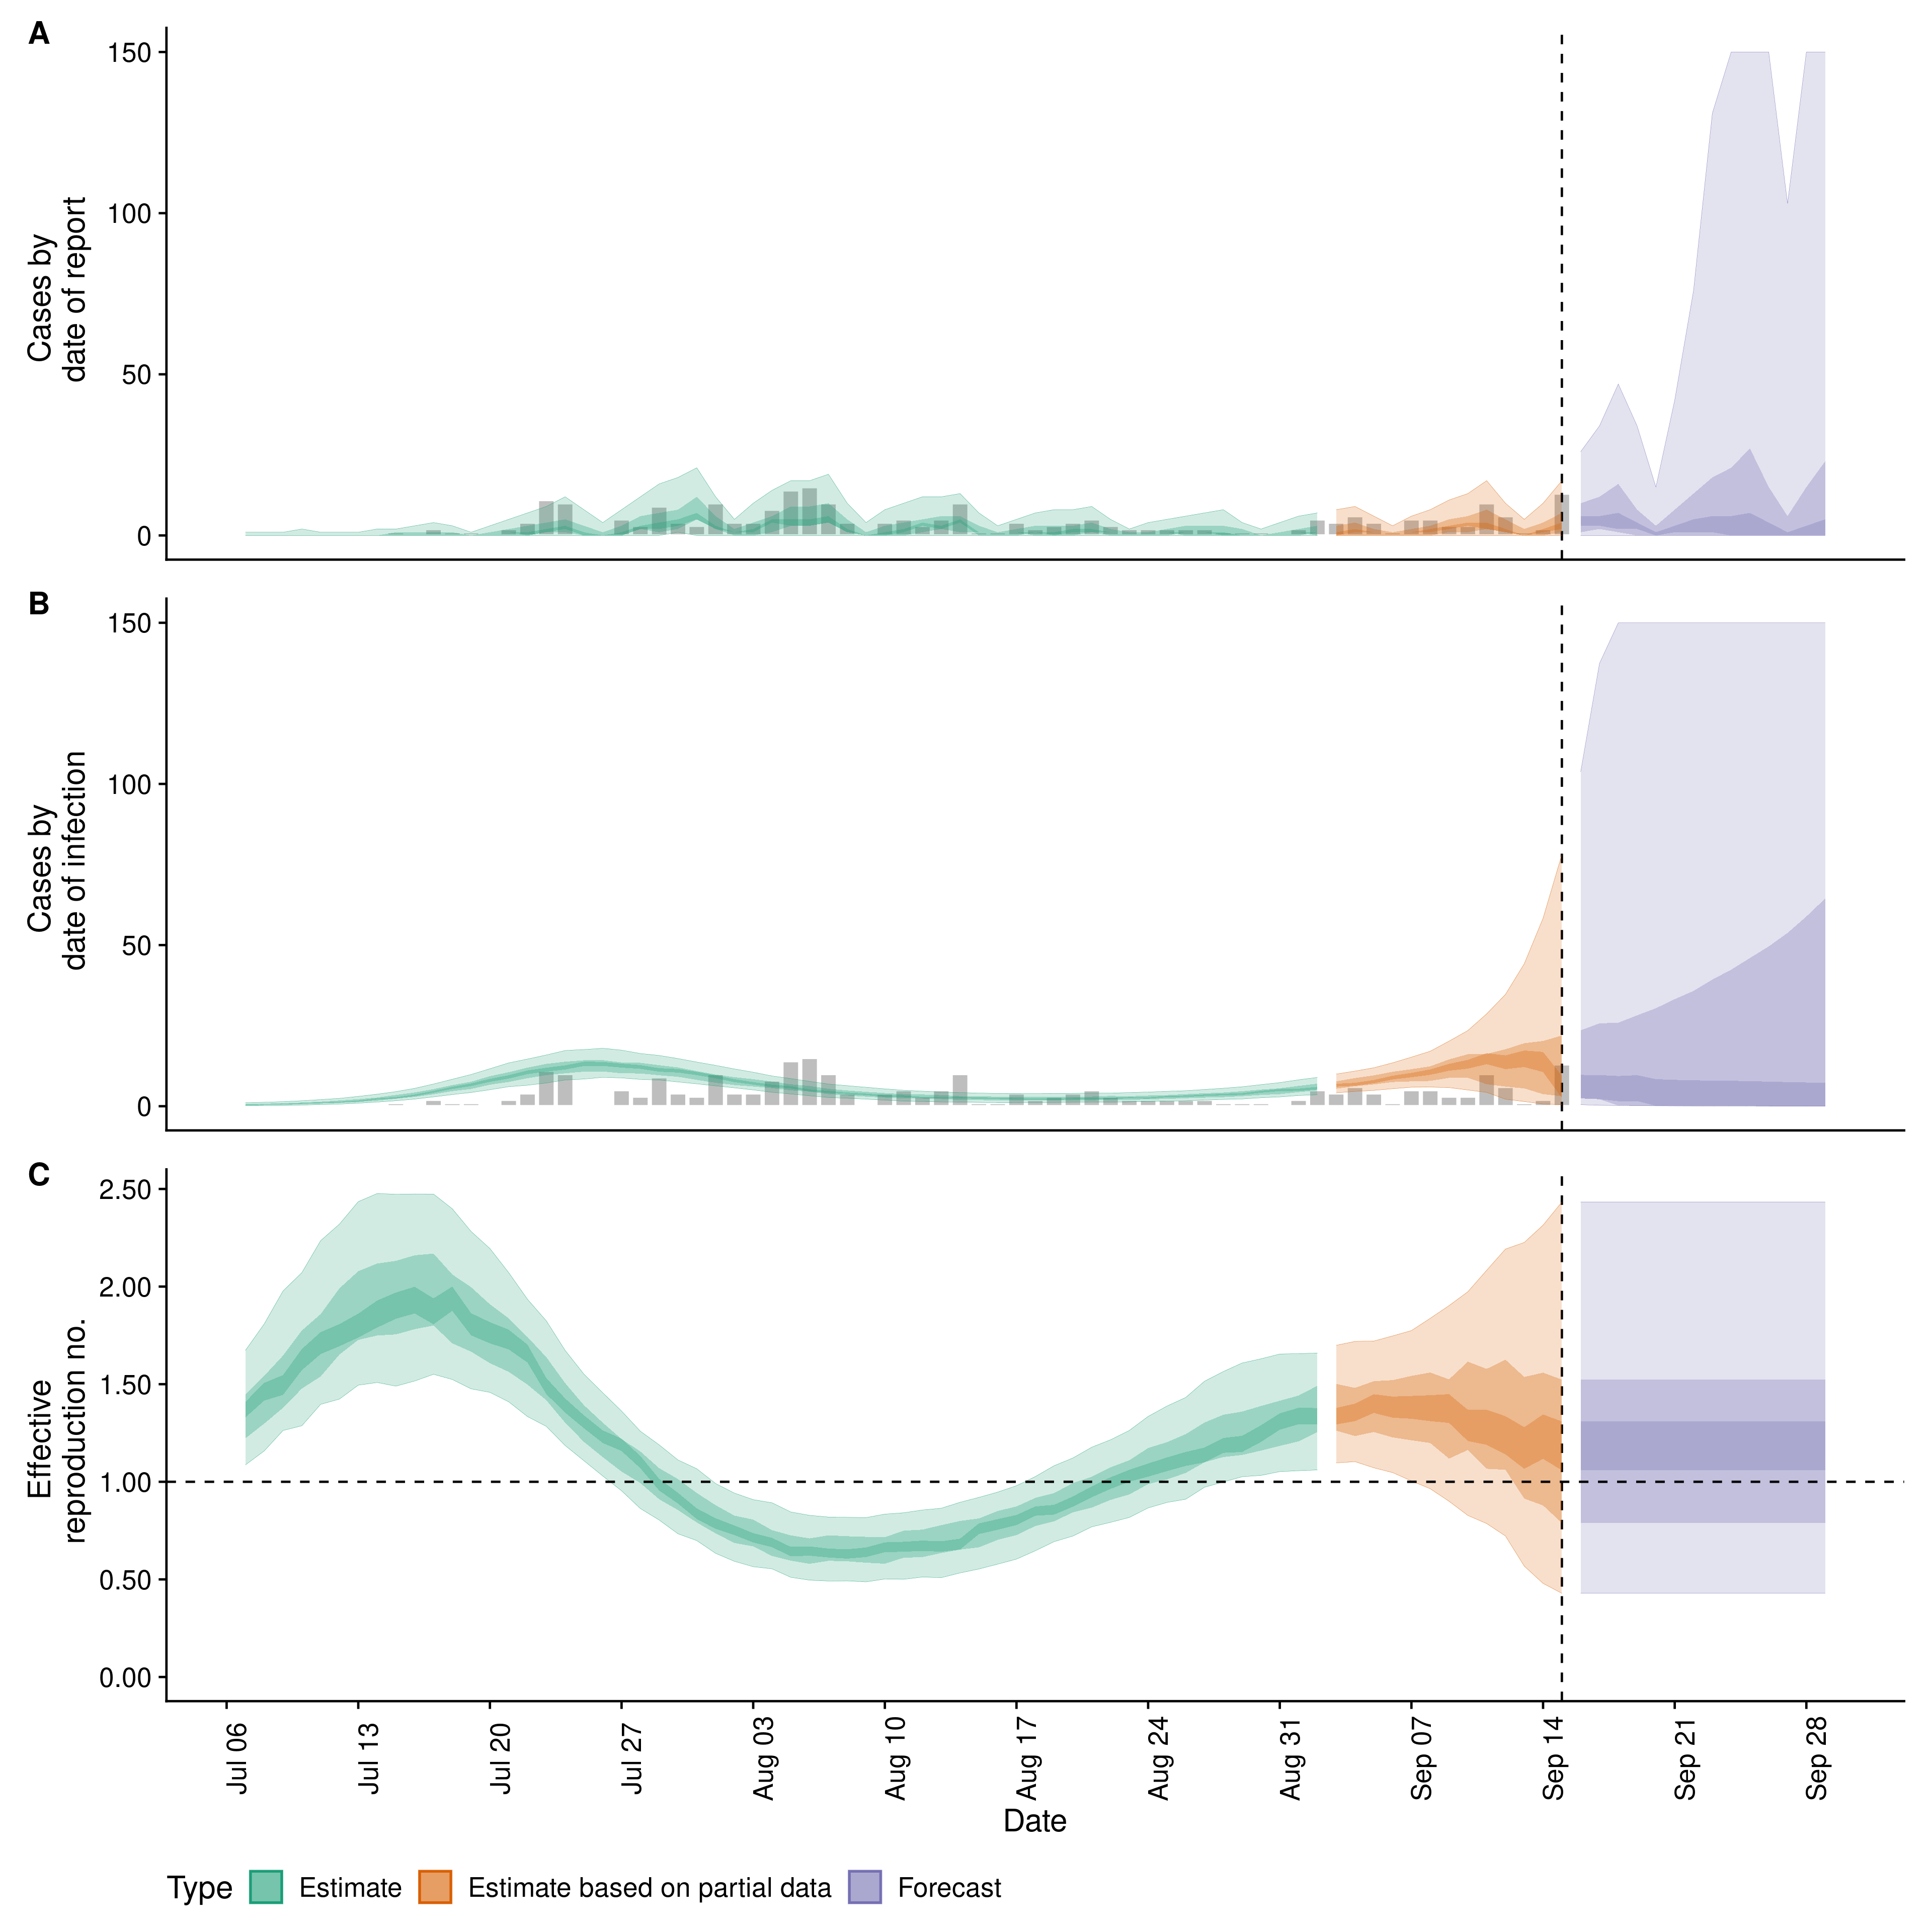 A
150
100
50
0
Cases by
date of report
B
150
100
50
0
Cases by
date of infection
C
2.50
2.00
1.50
1.00
0.50
0.00
Effective
reproduction no.
Jul 06
Jul 13
Jul 20
Jul 27
Aug 03
Aug 10
Aug 17
Aug 24
Aug 31
Sep 07
Sep 14
Sep 21
Sep 28
Date
Type Estimate Estimate based on partial data Forecast